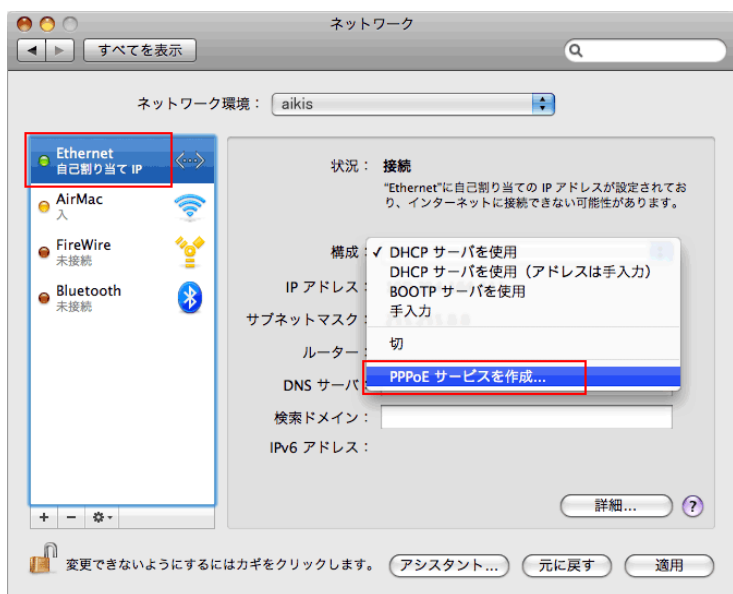 ネットワーク
すべてを表示
ネットワーク環境： aikis
Ethernet
自己割り当て IP
AirMac
入
FireWire
未接続
Bluetooth
未接続
状況： 接続
"Ethernet"に自己割り当ての IP アドレスが設定されてお
り、インターネットに接続できない可能性があります。
構成： ✓ DHCP サーバを使用
DHCP サーバを使用（アドレスは手入力）
BOOTP サーバを使用
手入力
切
PPPoE サービスを作成...
IP アドレス：
サブネットマスク：
ルーター：
DNS サーバ：
検索ドメイン：
IPv6 アドレス：
詳細... ?
+ −
変更できないようにするにはカギをクリックします。 アシスタント... 元に戻す 適用